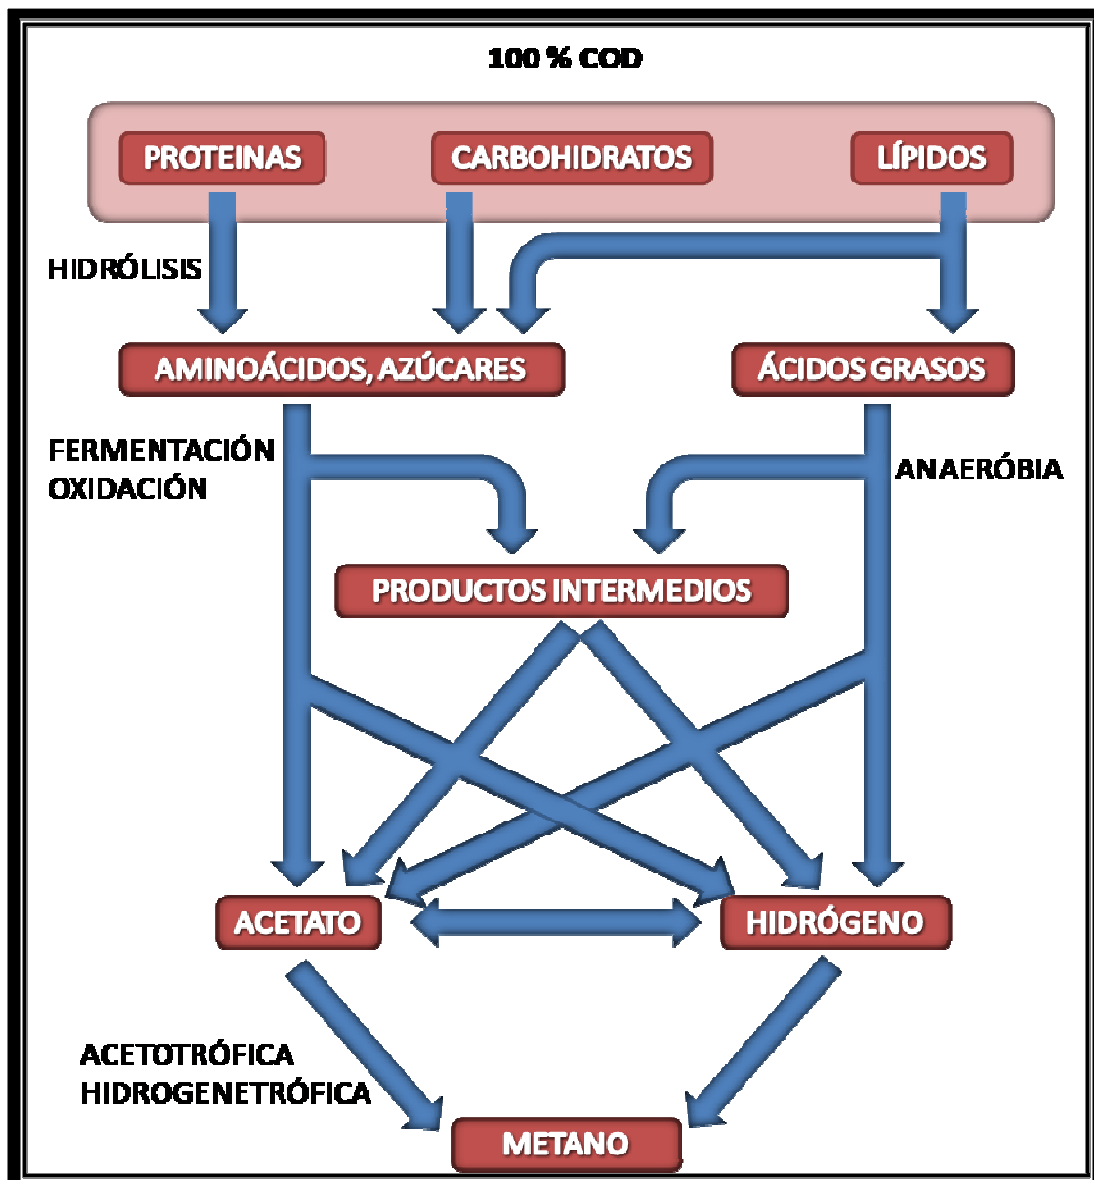 100 % COD
PROTEINAS
CARBOHIDRATOS
LÍPIDOS
HIDRÓLISIS
AMINOÁCIDOS, AZÚCARES
ÁCIDOS GRASOS
FERMENTACIÓN
OXIDACIÓN
ANAERÓBIA
PRODUCTOS INTERMEDIOS
ACETATO
HIDRÓGENO
ACETOTRÓFICA
HIDROGENETRÓFICA
METANO